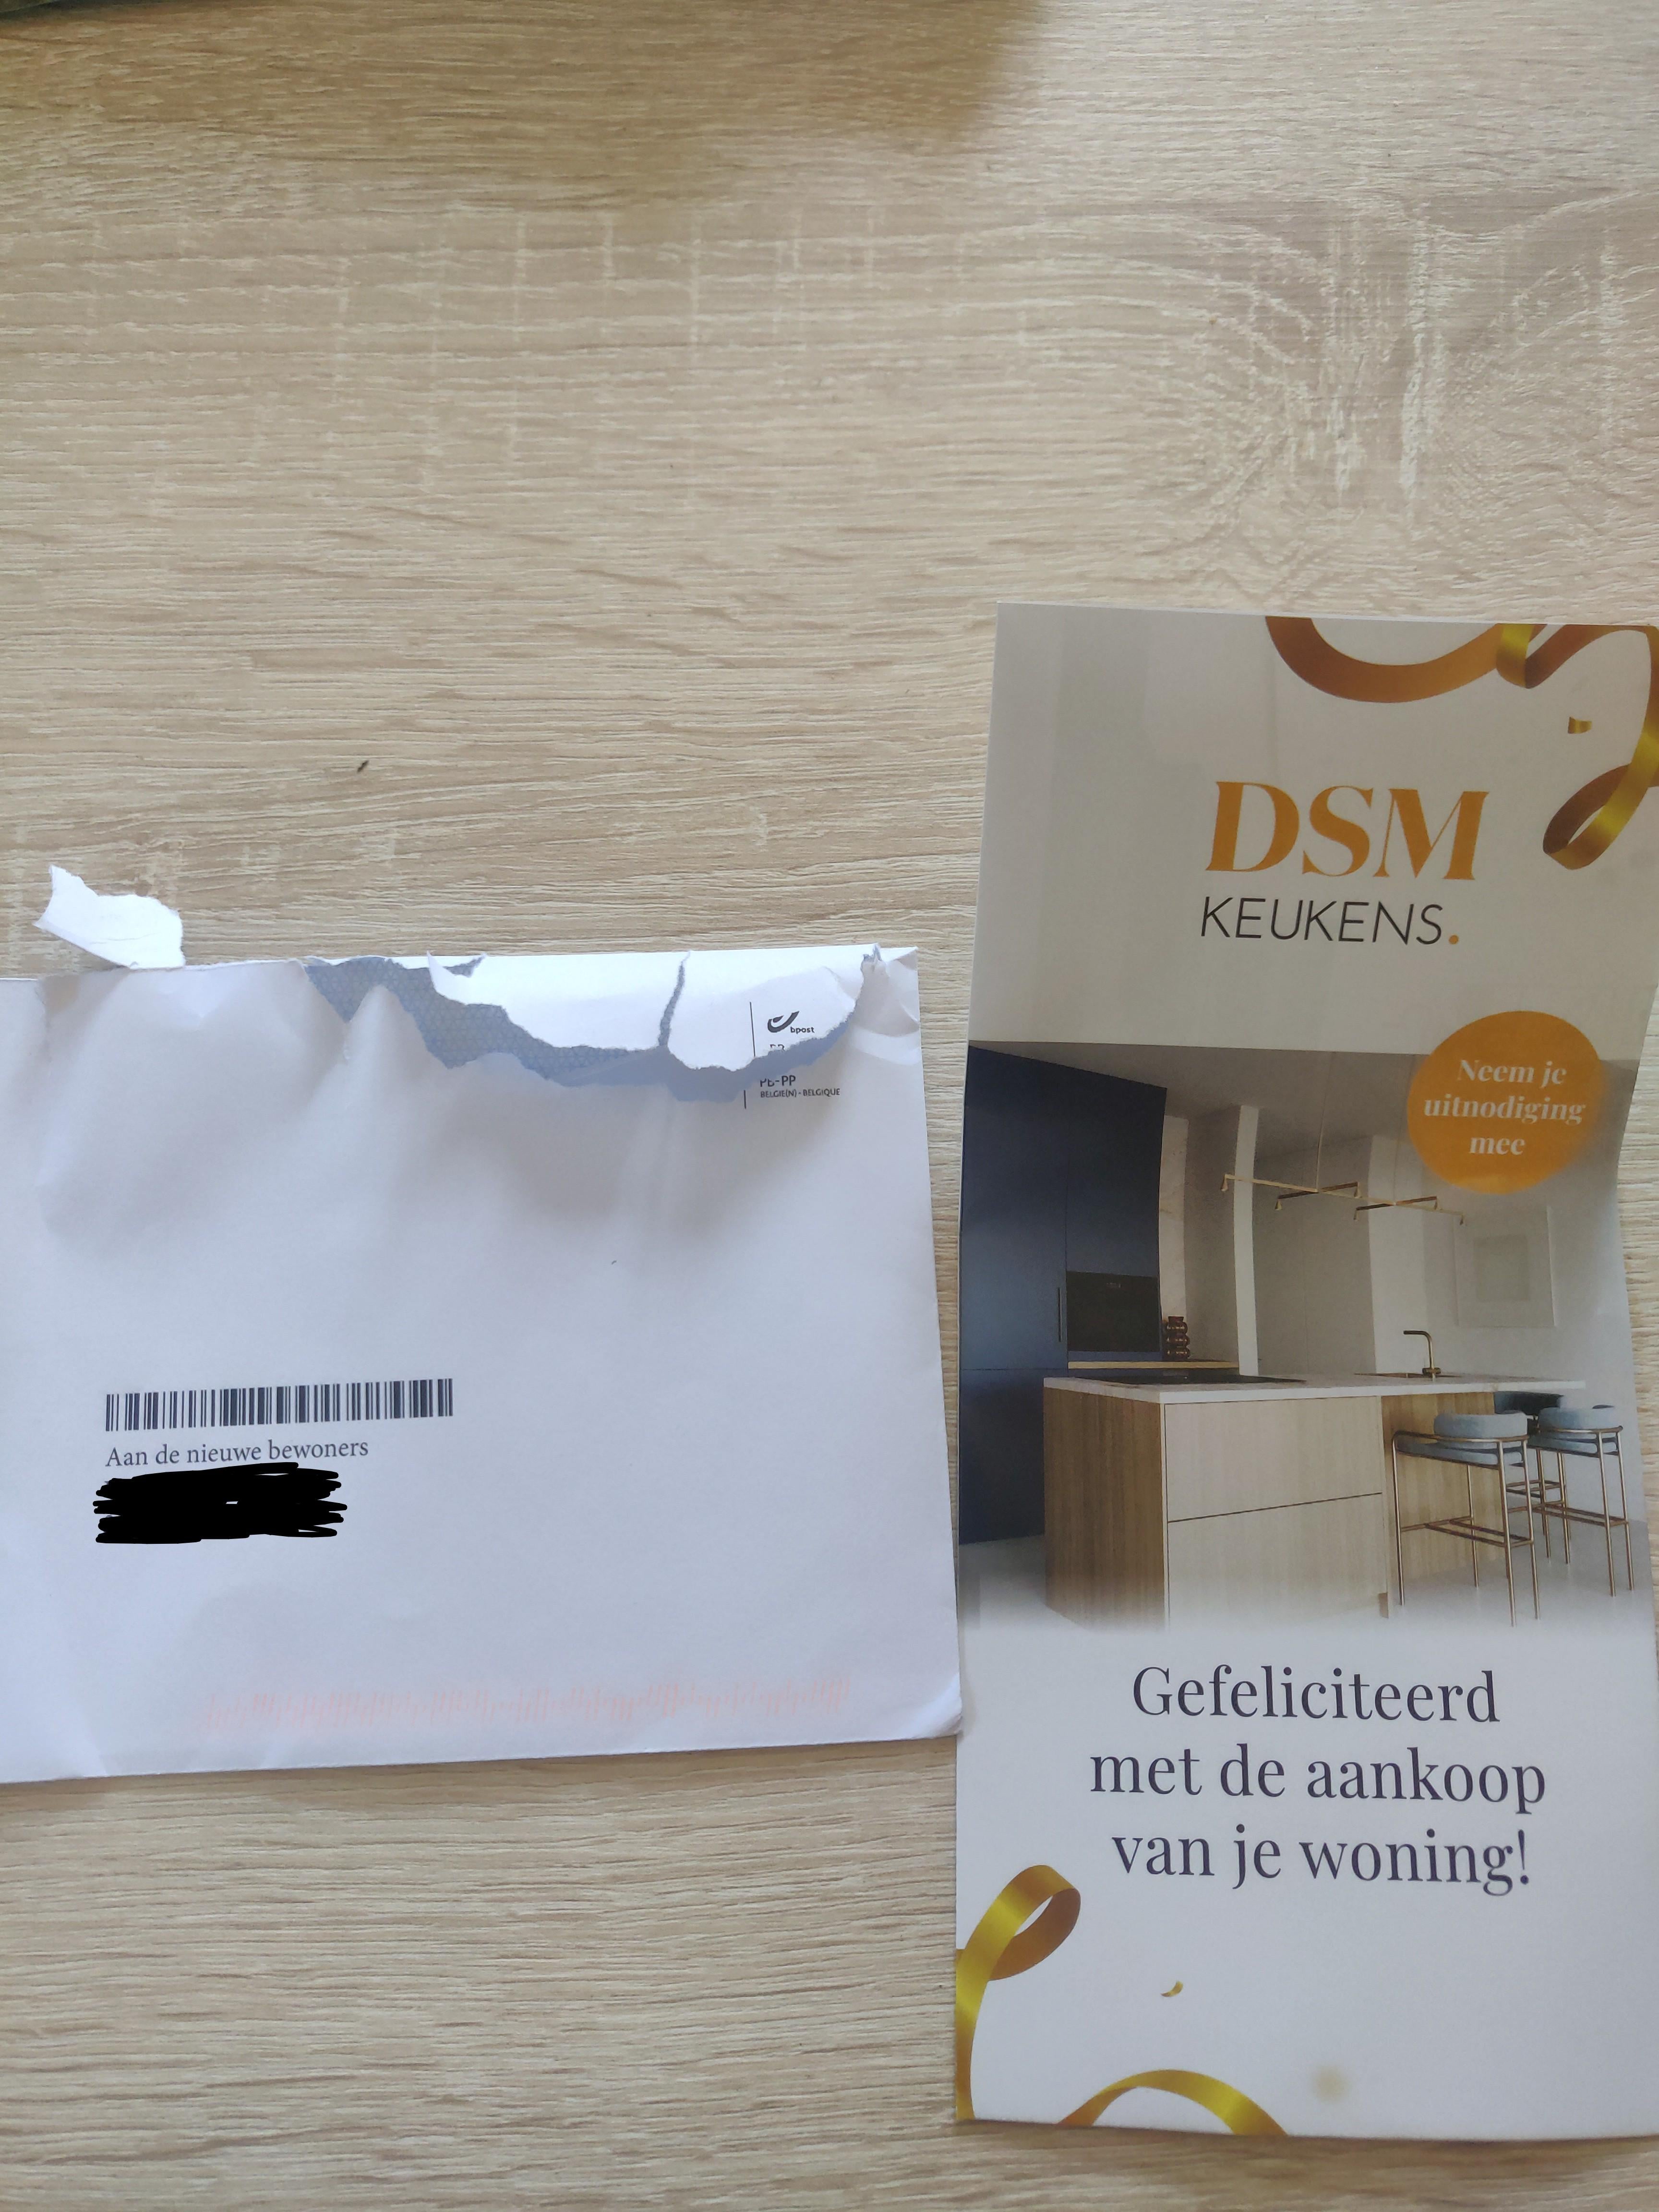 bpost
PB-PP
BELGIE(N) - BELGIQUE
Aan de nieuwe bewoners
DSM
KEUKENS.
Neem je
uitnodiging
mee
Gefeliciteerd
met de aankoop
van je woning!